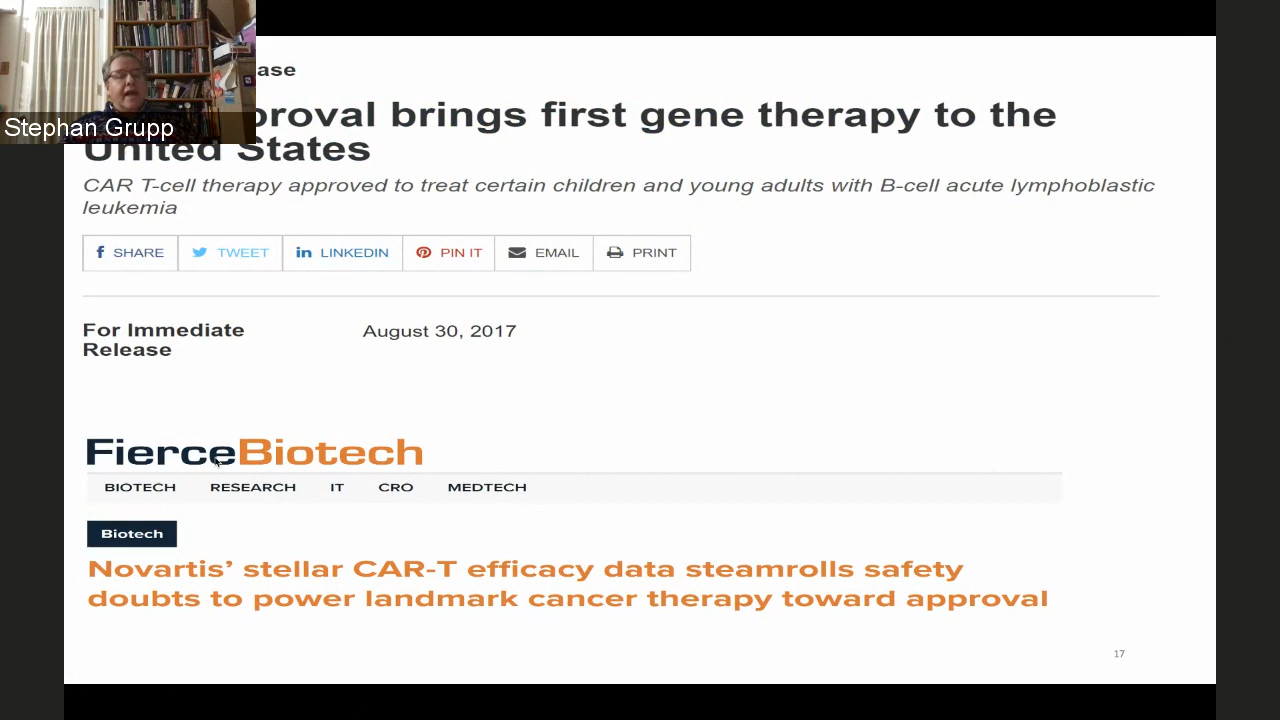 Stephan Grupp
ase
proval brings first gene therapy to the
United States
CAR T-cell therapy approved to treat certain children and young adults with B-cell acute lymphoblastic
leukemia
SHARE TWEET LINKEDIN PIN IT EMAIL PRINT
For Immediate August 30, 2017
Release
FierceBiotech
BIOTECH RESEARCH IT CRO MEDTECH
Biotech
Novartis’ stellar CAR-T efficacy data steamrolls safety
doubts to power landmark cancer therapy toward approval
17